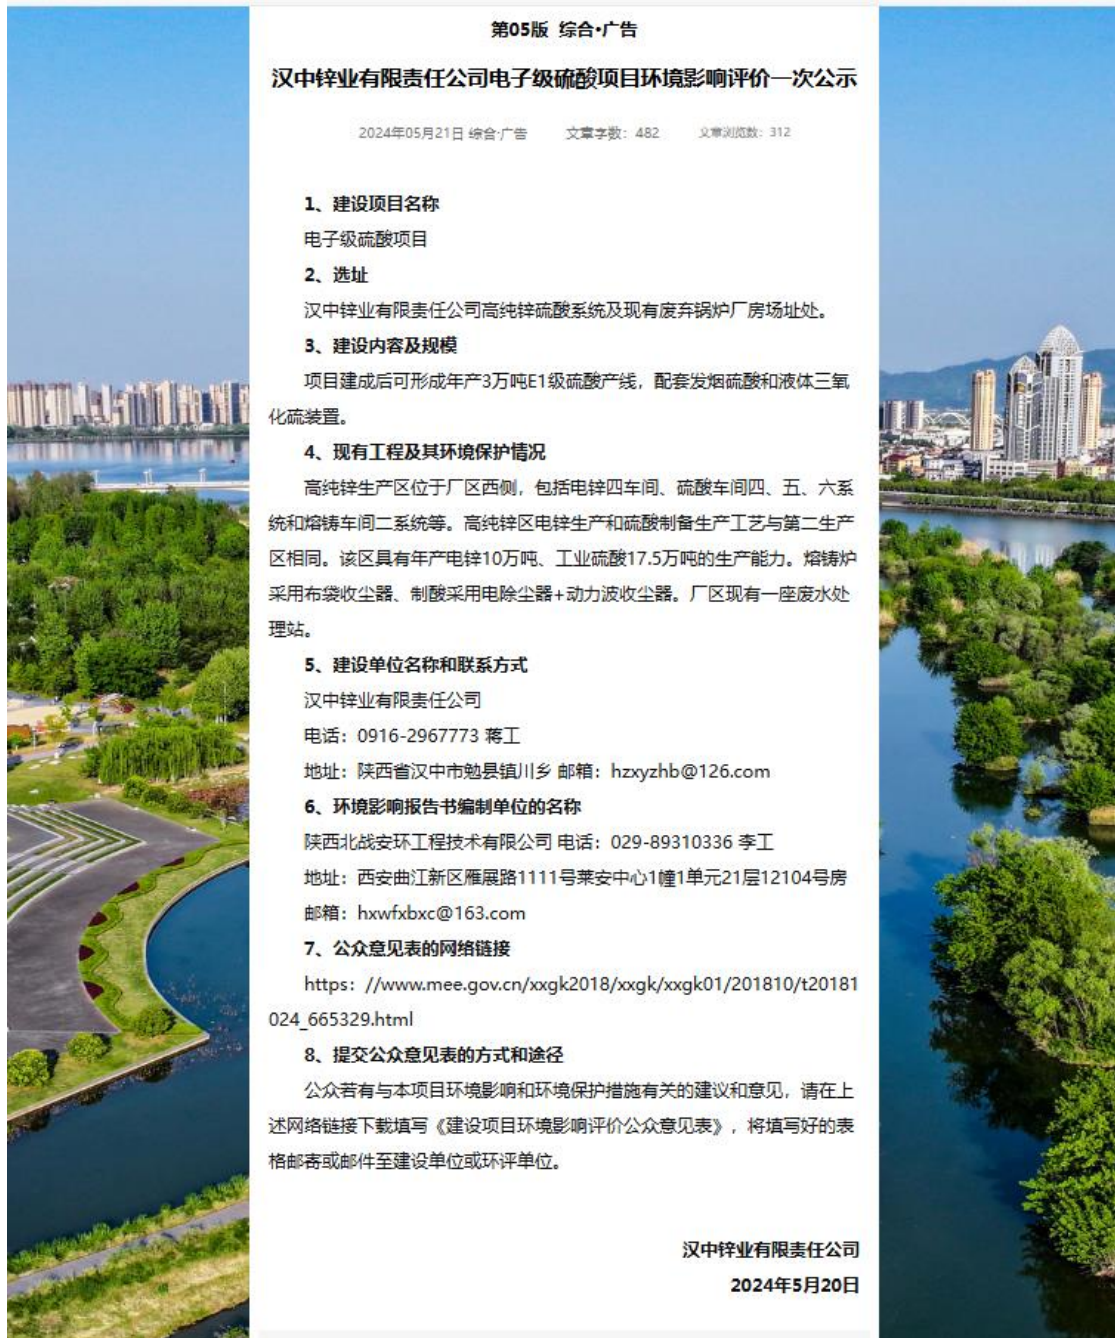 第05版 综合·广告
汉中锌业有限责任公司电子级硫酸项目环境影响评价一次公示
2024年05月21日 综合·广告 文章字数：482 文章浏览数：312
1、建设项目名称
电子级硫酸项目
2、选址
汉中锌业有限责任公司高纯锌硫酸系统及现有废弃锅炉厂房场址处。
3、建设内容及规模
项目建成后可形成年产3万吨E1级硫酸产线，配套发烟硫酸和液体三氧
化硫装置。
4、现有工程及其环境保护情况
高纯锌生产区位于厂区西侧，包括电锌四车间、硫酸车间四、五、六系
统和熔铸车间二系统等。高纯锌区电锌生产和硫酸制备生产工艺与第二生产
区相同。该区具有年产电锌10万吨、工业硫酸17.5万吨的生产能力。熔铸炉
采用布袋收尘器、制酸采用电除尘器+动力波收尘器。厂区现有一座废水处
理站。
5、建设单位名称和联系方式
汉中锌业有限责任公司
电话：0916-2967773 蒋工
地址：陕西省汉中市勉县镇川乡 邮箱：hzxyzhb@126.com
6、环境影响报告书编制单位的名称
陕西北战安环工程技术有限公司 电话：029-89310336 李工
地址：西安曲江新区雁展路1111号莱安中心1幢1单元21层12104号房
邮箱：hxwfxbxc@163.com
7、公众意见表的网络链接
https：//www.mee.gov.cn/xxgk2018/xxgk/xxgk01/201810/t20181
024_665329.html
8、提交公众意见表的方式和途径
公众若有与本项目环境影响和环境保护措施有关的建议和意见，请在上
述网络链接下载填写《建设项目环境影响评价公众意见表》，将填写好的表
格邮寄或邮件至建设单位或环评单位。
汉中锌业有限责任公司
2024年5月20日